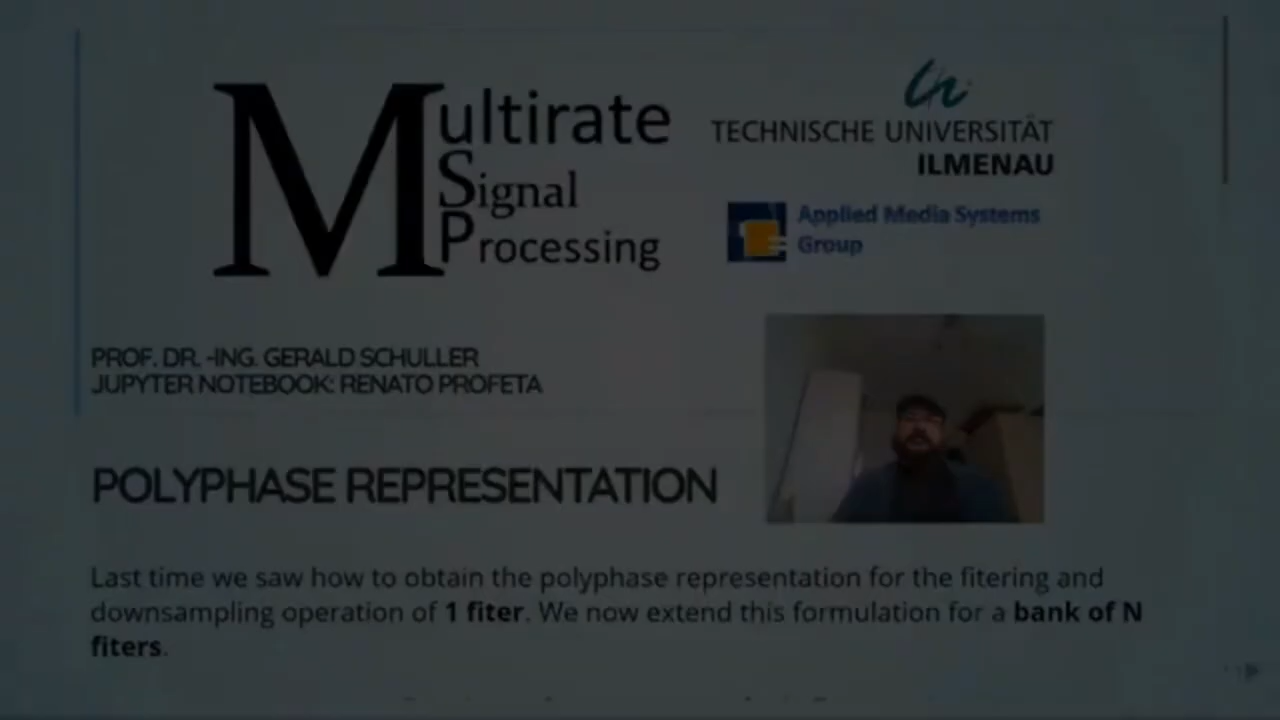 Multirate
Signal
Processing
TECHNISCHE UNIVERSITÄT
ILMENAU
Applied Media Systems
Group
PROF. DR. -ING. GERALD SCHULLER
JUPYTER NOTEBOOK: RENATO PROFETA
POLYPHASE REPRESENTATION
Last time we saw how to obtain the polyphase representation for the fitering and
downsampling operation of 1 fiter. We now extend this formulation for a bank of N
fiters.